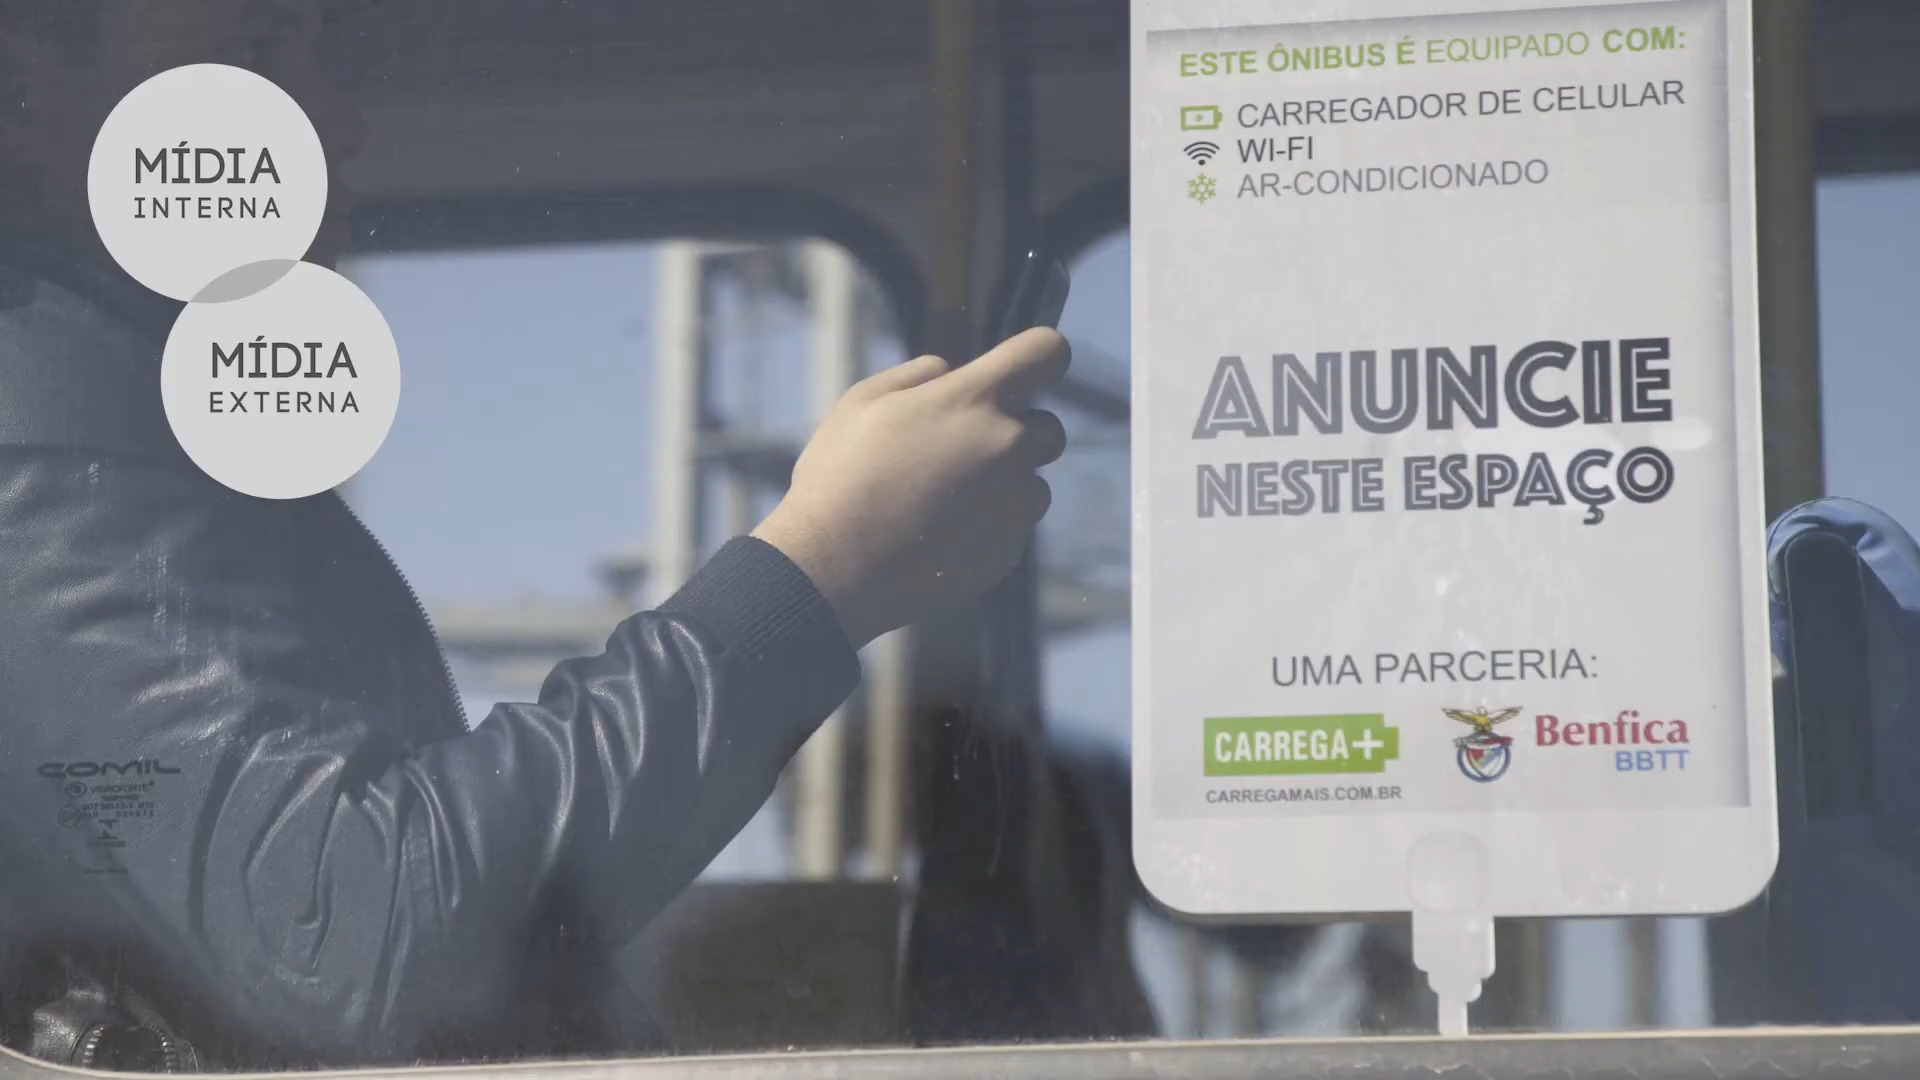 MÍDIA
INTERNA
MÍDIA
EXTERNA
ESTE ÔNIBUS É EQUIPADO COM:
CARREGADOR DE CELULAR
WI-FI
AR-CONDICIONADO
ANUNCIE
NESTE ESPAÇO
UMA PARCERIA:
CARREGA+
CARREGAMAIS.COM.BR
Benfica
BBTT
COMIL